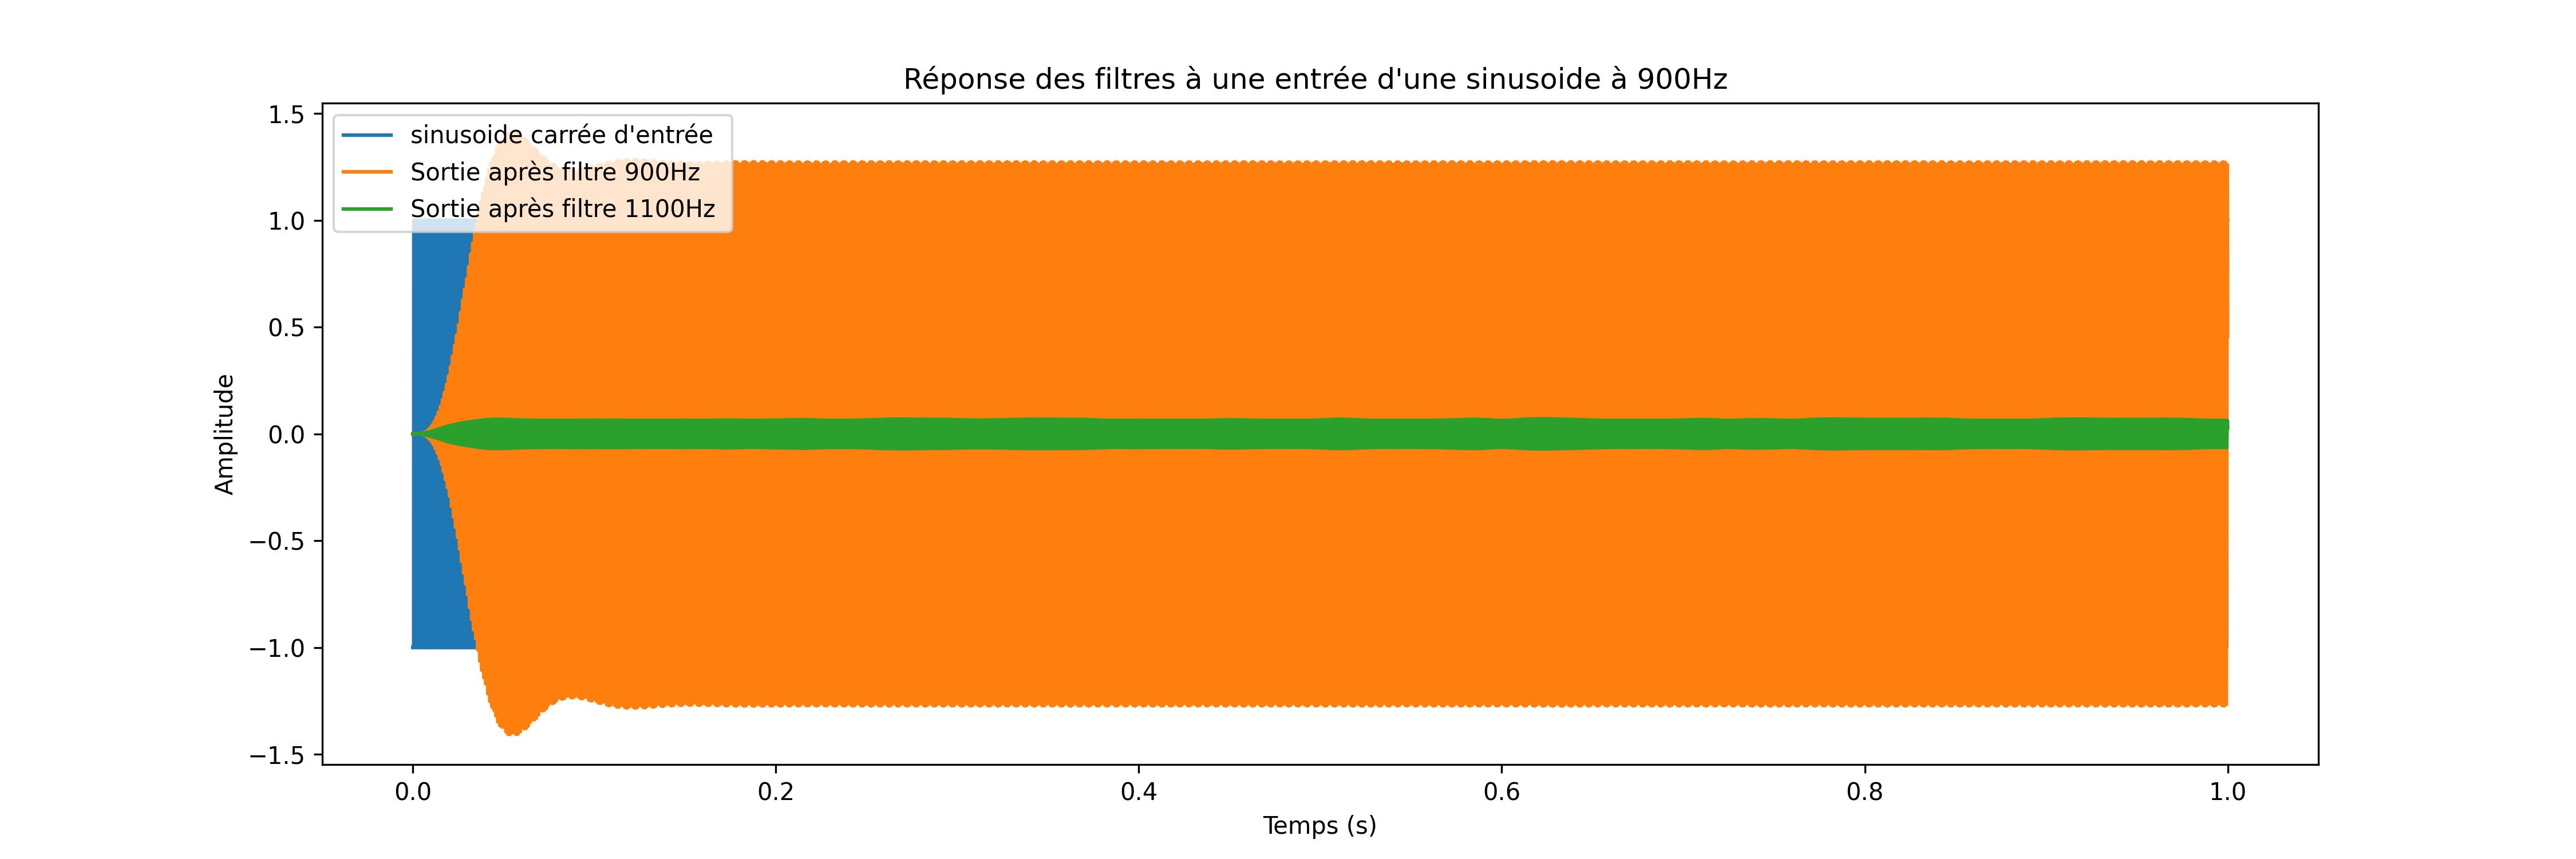 Réponse des filtres à une entrée d'une sinusoide à 900Hz
1.5
1.0
0.5
0.0
−0.5
−1.0
−1.5
Amplitude
sinusoide carrée d'entrée
Sortie après filtre 900Hz
Sortie après filtre 1100Hz
0.0 0.2 0.4 0.6 0.8 1.0
Temps (s)